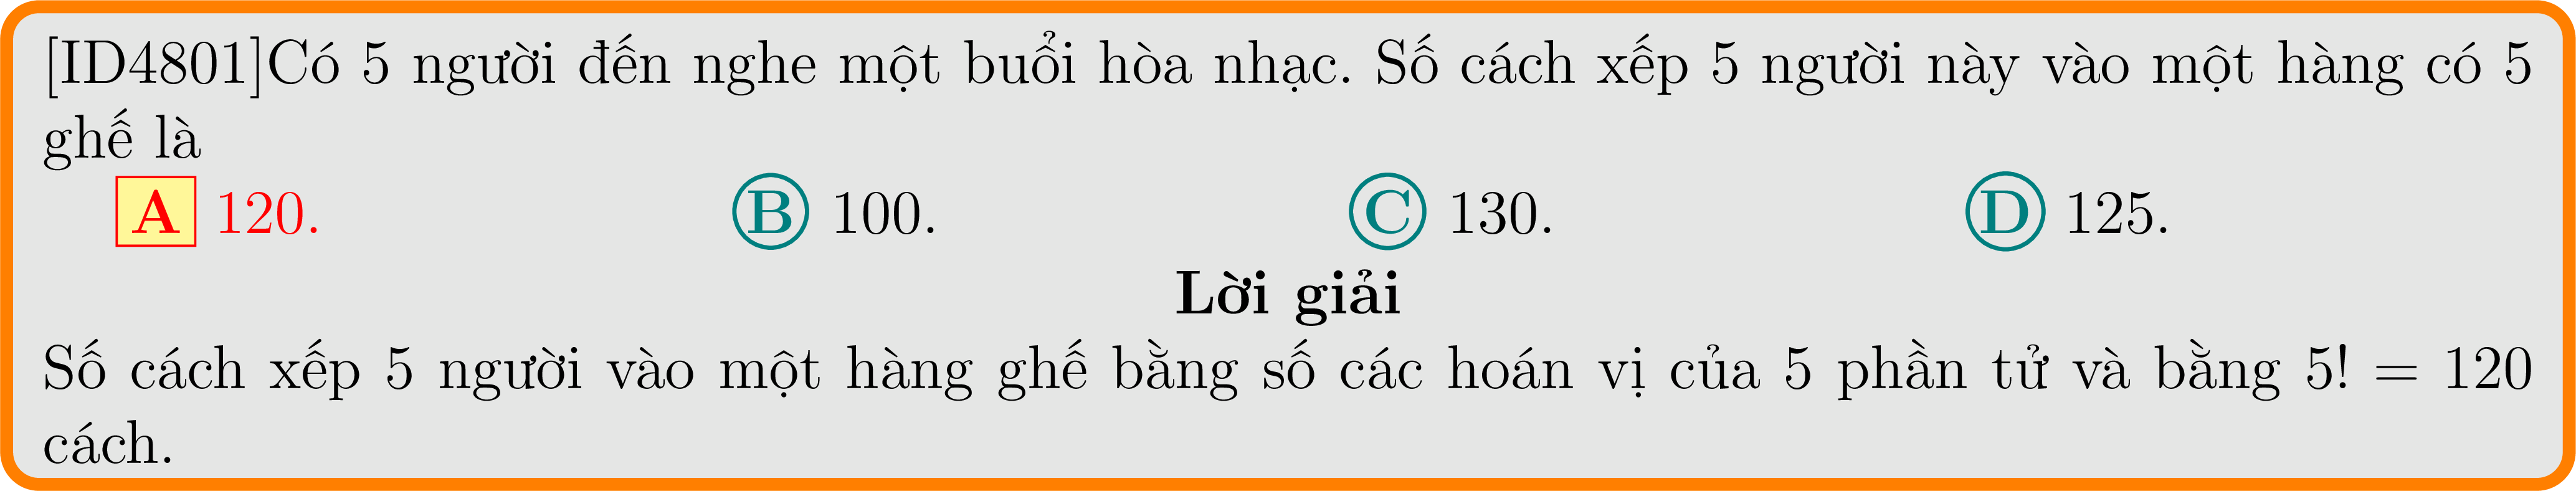 [ID4801]Có 5 người đến nghe một buổi hòa nhạc. Số cách xếp 5 người này vào một hàng có 5
ghế là
A 120. B 100. C 130. D 125.
Lời giải
Số cách xếp 5 người vào một hàng ghế bằng số các hoán vị của 5 phần tử và bằng 5! = 120
cách.